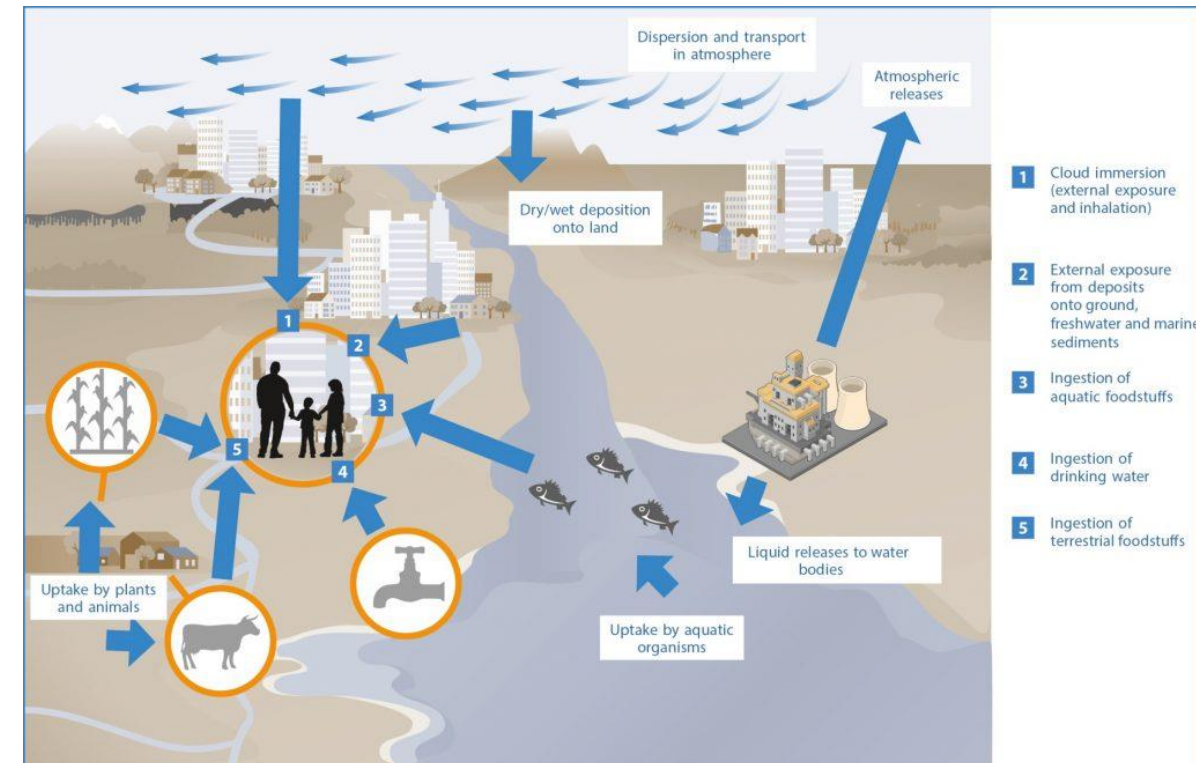 Dispersion and transport
in atmosphere
Atmospheric
releases
Dry/wet deposition
onto land
1
2
3
4
5
Uptake by plants
and animals
Liquid releases to water
bodies
Uptake by aquatic
organisms
1 Cloud immersion
(external exposure
and inhalation)
2 External exposure
from deposits
onto ground,
freshwater and marine
sediments
3 Ingestion of
aquatic foodstuffs
4 Ingestion of
drinking water
5 Ingestion of
terrestrial foodstuffs